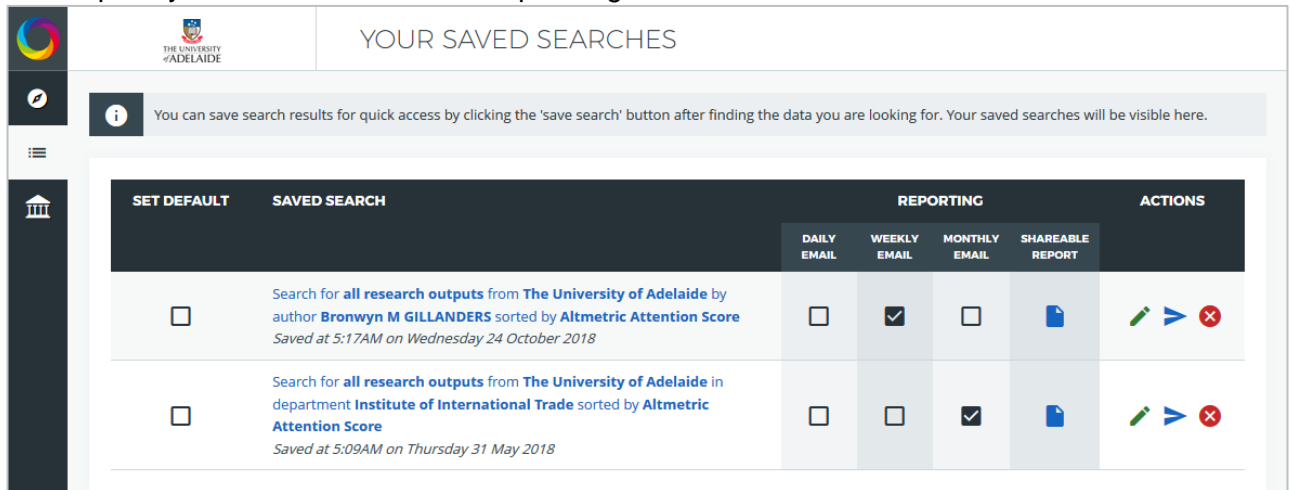 THE UNIVERSITY
of ADELAIDE
YOUR SAVED SEARCHES
You can save search results for quick access by clicking the 'save search' button after finding the data you are looking for. Your saved searches will be visible here.
SET DEFAULT SAVED SEARCH REPORTING ACTIONS
DAILY WEEKLY MONTHLY SHAREABLE
EMAIL EMAIL EMAIL REPORT
Search for all research outputs from The University of Adelaide by
author Bronwyn M GILLANDERS sorted by Altmetric Attention Score
Saved at 5:17AM on Wednesday 24 October 2018
Search for all research outputs from The University of Adelaide in
department Institute of International Trade sorted by Altmetric
Attention Score
Saved at 5:09AM on Thursday 31 May 2018